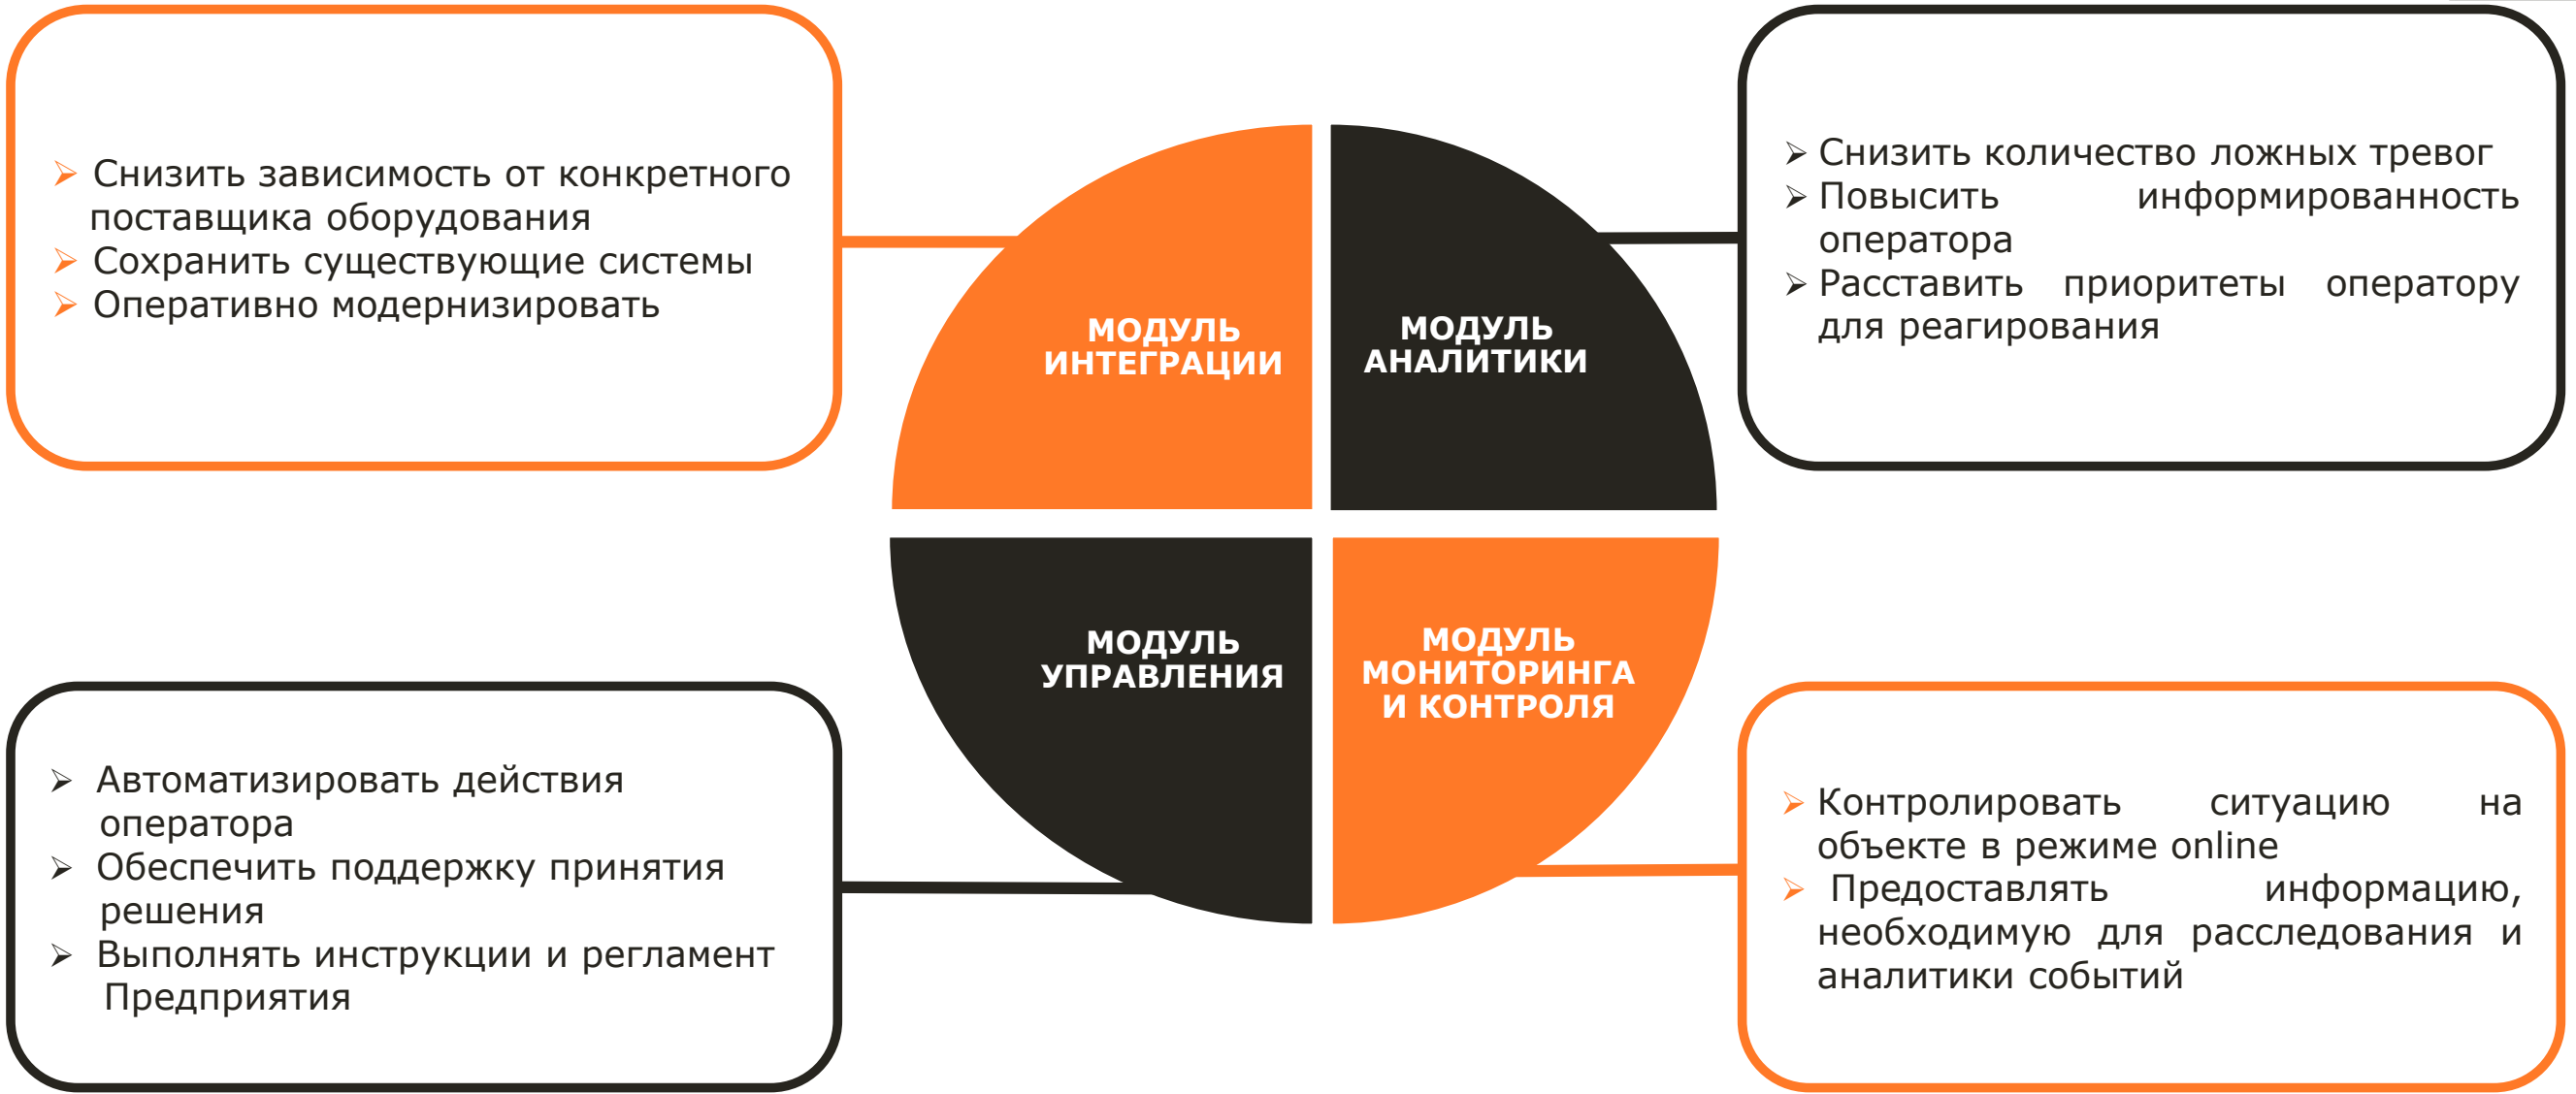 Снизить зависимость от конкретного
поставщика оборудования
Сохранить существующие системы
Оперативно модернизировать
МОДУЛЬ
ИНТЕГРАЦИИ
МОДУЛЬ
АНАЛИТИКИ
Снизить количество ложных тревог
Повысить информированность
оператора
Расставить приоритеты оператору
для реагирования
Автоматизировать действия
оператора
Обеспечить поддержку принятия
решения
Выполнять инструкции и регламент
Предприятия
МОДУЛЬ
УПРАВЛЕНИЯ
МОДУЛЬ
МОНИТОРИНГА
И КОНТРОЛЯ
Контролировать ситуацию на
объекте в режиме online
Предоставлять информацию,
необходимую для расследования и
аналитики событий